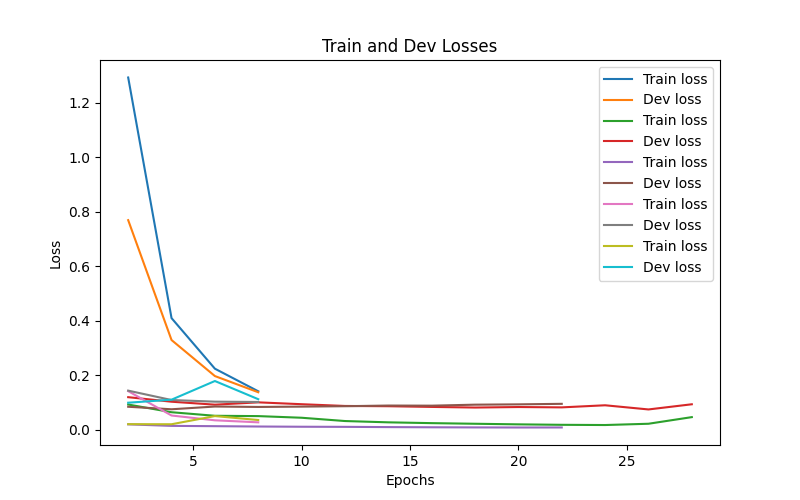 Train and Dev Losses
Loss
1.2
1.0
0.8
0.6
0.4
0.2
0.0
5
10
15
20
25
Epochs
Train loss
Dev loss
Train loss
Dev loss
Train loss
Dev loss
Train loss
Dev loss
Train loss
Dev loss